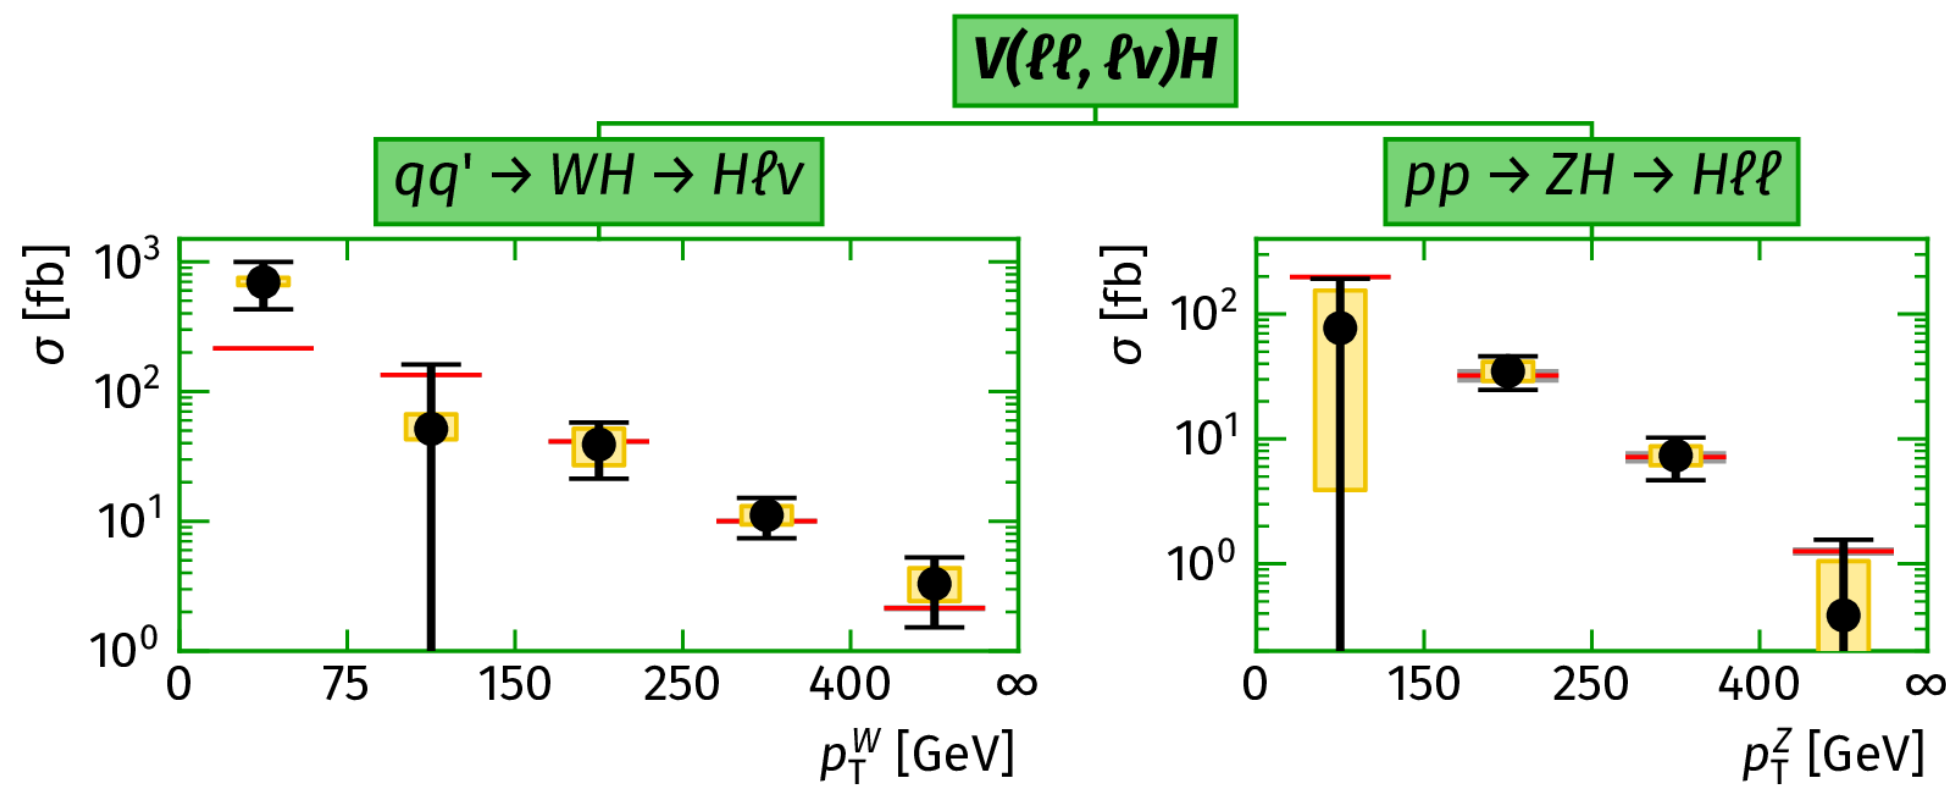 V(ℓℓ, ℓν)H
qq' → WH → Hℓν
pp → ZH → Hℓℓ
σ [fb]
10³
10²
10¹
10⁰
0 75 150 250 400 ∞
p_T^W [GeV]
σ [fb]
10²
10¹
10⁰
0 150 250 400 ∞
p_T^Z [GeV]